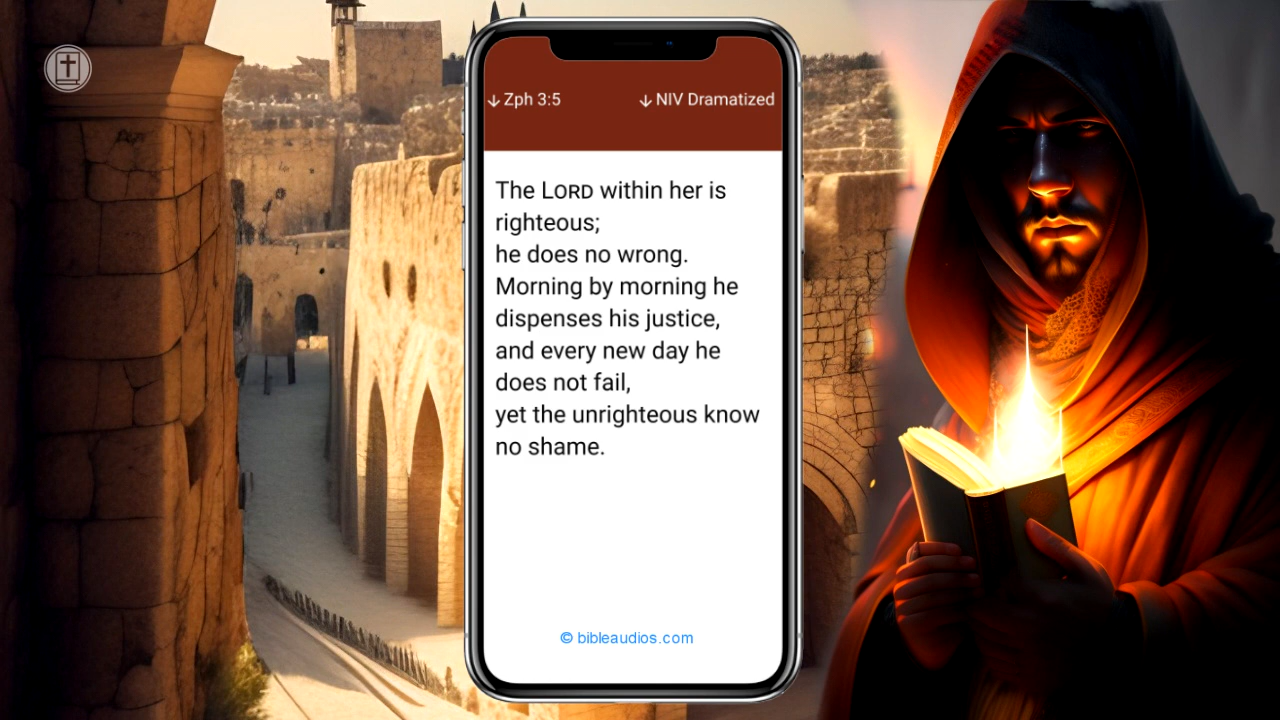 ↓ Zph 3:5 ↓ NIV Dramatized
The LORD within her is
righteous;
he does no wrong.
Morning by morning he
dispenses his justice,
and every new day he
does not fail,
yet the unrighteous know
no shame.
© bibleaudios.com